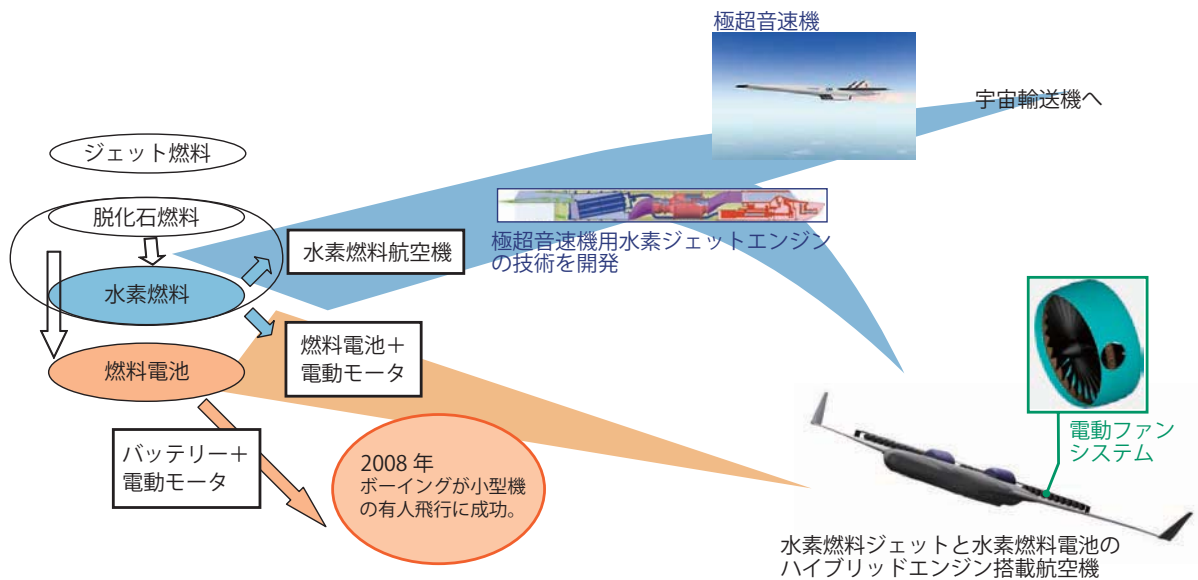 極超音速機
宇宙輸送機へ
ジェット燃料
脱化石燃料
水素燃料航空機
極超音速機用水素ジェットエンジン
の技術を開発
水素燃料
燃料電池＋
電動モータ
燃料電池
バッテリー＋
電動モータ
2008 年
ボーイングが小型機
の有人飛行に成功。
電動ファン
システム
水素燃料ジェットと水素燃料電池の
ハイブリッドエンジン搭載航空機